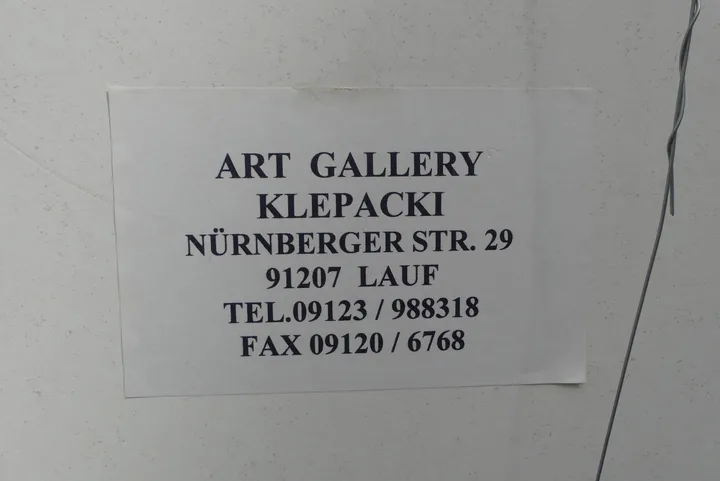 ART GALLERY
KLEPACKI
NÜRNBERGER STR. 29
91207 LAUF
TEL.09123 / 988318
FAX 09120 / 6768